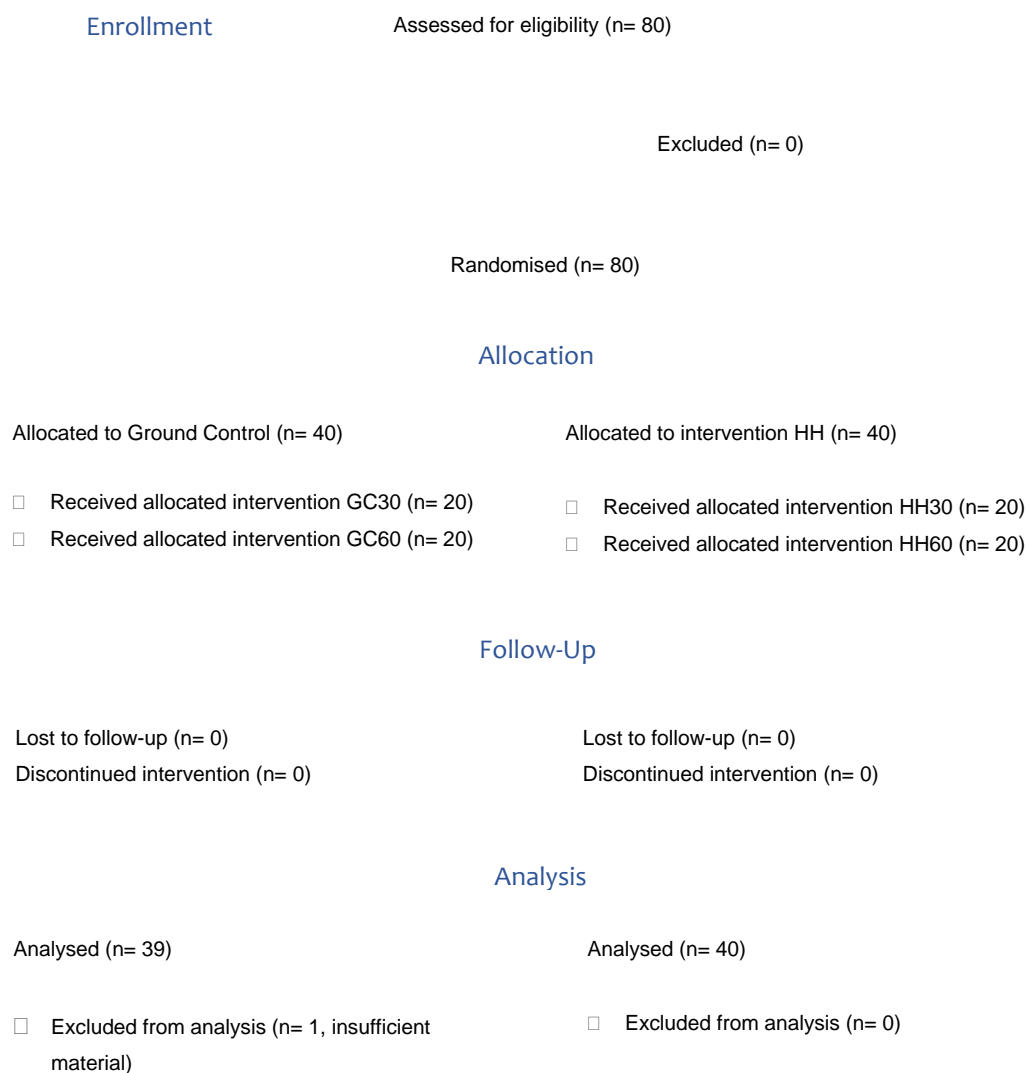 Enrollment
Assessed for eligibility (n= 80)
Excluded (n= 0)
Randomised (n= 80)
Allocation
Allocated to Ground Control (n= 40)
□ Received allocated intervention GC30 (n= 20)
□ Received allocated intervention GC60 (n= 20)
Allocated to intervention HH (n= 40)
□ Received allocated intervention HH30 (n= 20)
□ Received allocated intervention HH60 (n= 20)
Follow-Up
Lost to follow-up (n= 0)
Discontinued intervention (n= 0)
Lost to follow-up (n= 0)
Discontinued intervention (n= 0)
Analysis
Analysed (n= 39)
□ Excluded from analysis (n= 1, insufficient
material)
Analysed (n= 40)
□ Excluded from analysis (n= 0)